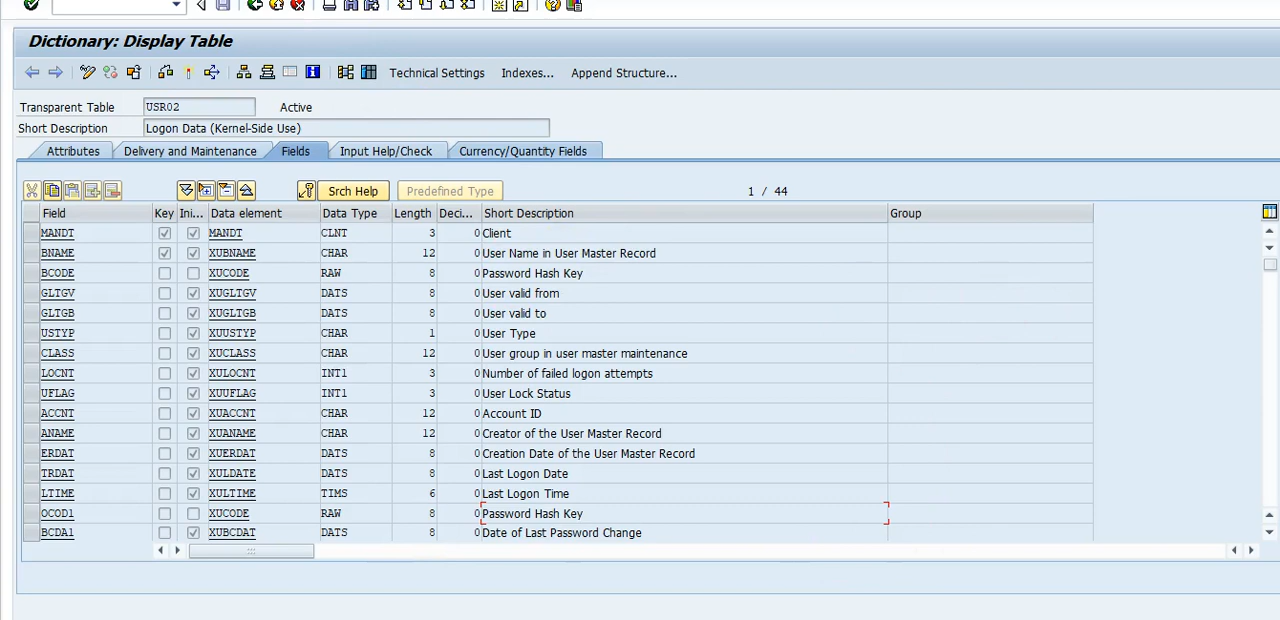 Dictionary: Display Table
Technical Settings Indexes... Append Structure...
Transparent Table USR02 Active
Short Description Logon Data (Kernel-Side Use)
Attributes Delivery and Maintenance Fields Input Help/Check Currency/Quantity Fields
Srch Help Predefined Type 1 / 44
Field Key Ini... Data element Data Type Length Deci... Short Description Group
MANDT MANDT CLNT 3 0 Client
BNAME XUBNAME CHAR 12 0 User Name in User Master Record
BCODE XUCODE RAW 8 0 Password Hash Key
GLTGV XUGLTGV DATS 8 0 User valid from
GLTGB XUGLTGB DATS 8 0 User valid to
USTYP XUUSTYP CHAR 1 0 User Type
CLASS XUCLASS CHAR 12 0 User group in user master maintenance
LOCNT XULOCNT INT1 3 0 Number of failed logon attempts
UFLAG XUUFLAG INT1 3 0 User Lock Status
ACCNT XUACCNT CHAR 12 0 Account ID
ANAME XUANAME CHAR 12 0 Creator of the User Master Record
ERDAT XUERDAT DATS 8 0 Creation Date of the User Master Record
TRDAT XULDATE DATS 8 0 Last Logon Date
LTIME XULTIME TIMS 6 0 Last Logon Time
OCOD1 XUCODE RAW 8 0 Password Hash Key
BCDA1 XUBCDAT DATS 8 0 Date of Last Password Change